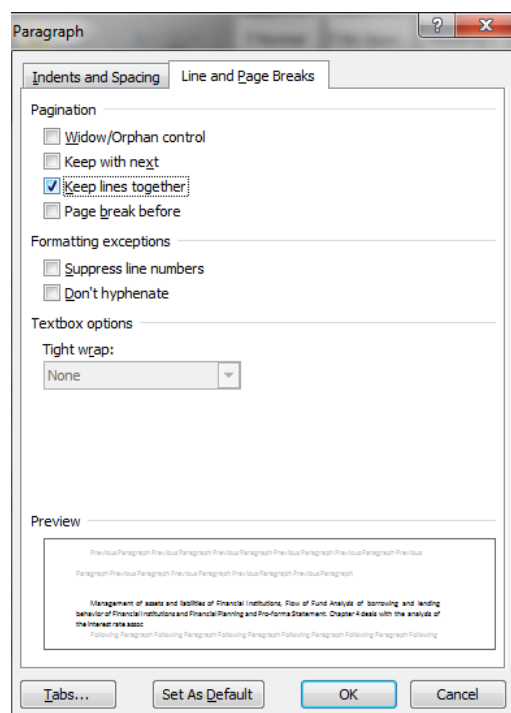 Paragraph
Indents and Spacing Line and Page Breaks
Pagination
Widow/Orphan control
Keep with next
Keep lines together
Page break before
Formatting exceptions
Suppress line numbers
Don't hyphenate
Textbox options
Tight wrap:
None
Preview
Previous Paragraph Previous Paragraph Previous Paragraph Previous Paragraph Previous Paragraph Previous
Paragraph Previous Paragraph Previous Paragraph Previous Paragraph Previous Paragraph
Management of assets and liabilities of Financial Institutions, Flow of Fund Analysis of borrowing and lending
behavior of Financial Institutions and Financial Planning and Pro-forma Statement. Chapter 4 deals with the analysis of
the interest rate assoc
Following Paragraph Following Paragraph Following Paragraph Following Paragraph Following Paragraph Following
Tabs... Set As Default OK Cancel